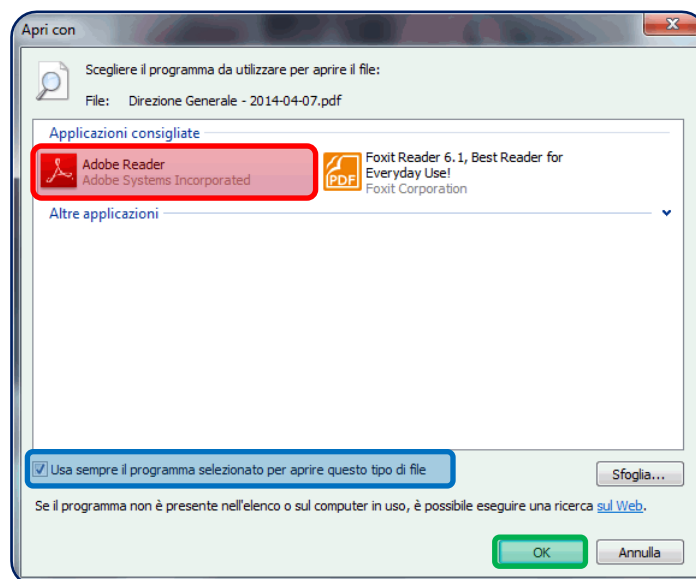 Apri con
Scegliere il programma da utilizzare per aprire il file:
File: Direzione Generale - 2014-04-07.pdf
Applicazioni consigliate
Adobe Reader
Adobe Systems Incorporated
PDF
Foxit Reader 6.1, Best Reader for
Everyday Use!
Foxit Corporation
Altre applicazioni
Usa sempre il programma selezionato per aprire questo tipo di file
Sfoglia...
Se il programma non è presente nell'elenco o sul computer in uso, è possibile eseguire una ricerca sul Web.
OK
Annulla